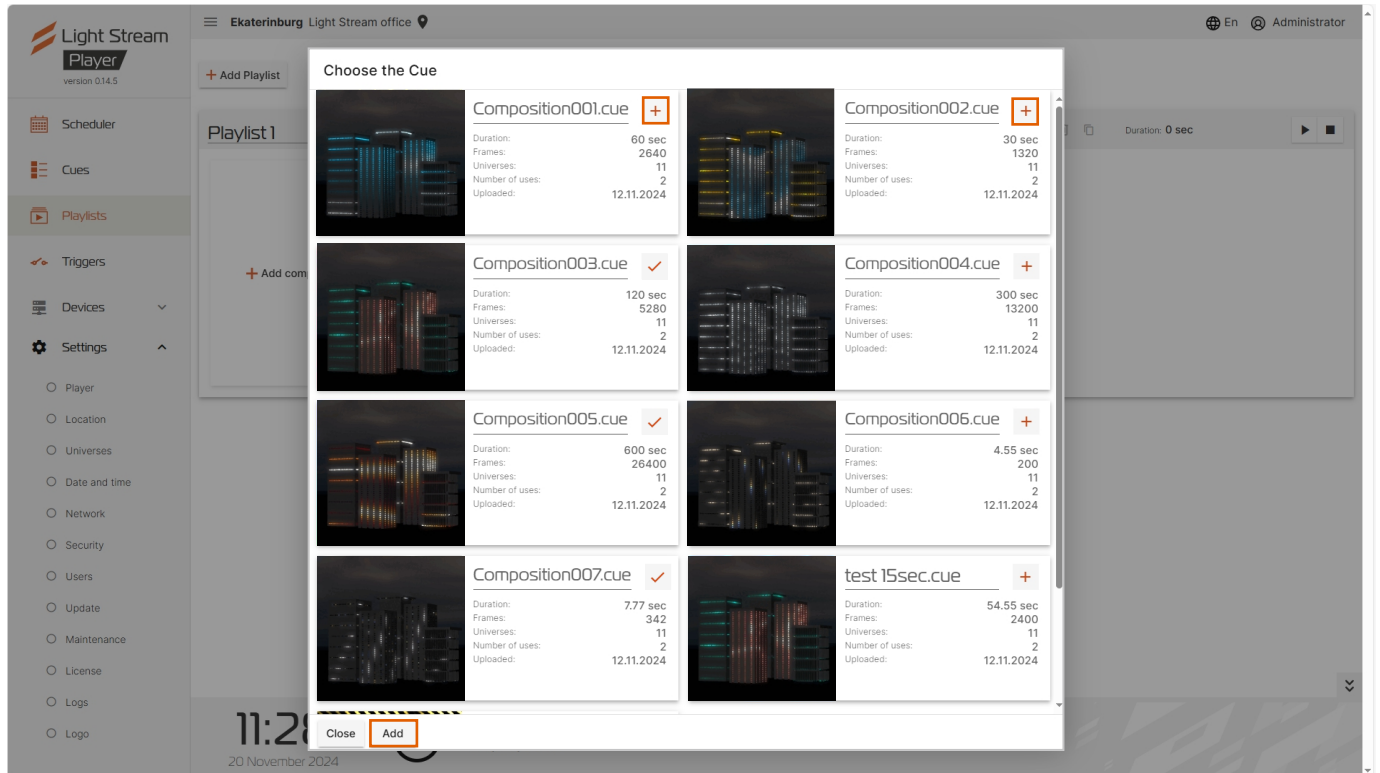 Light Stream
Player
version 0.14.5
Ekaterinburg Light Stream office
En Administrator
+ Add Playlist
Scheduler
Cues
Playlists
Triggers
Devices
Settings
Player
Location
Universes
Date and time
Network
Security
Users
Update
Maintenance
License
Logs
Logo
Playlist 1
Duration: 0 sec
+ Add com
Choose the Cue
Composition001.cue +
Duration: 60 sec
Frames: 2640
Universes: 11
Number of uses: 2
Uploaded: 12.11.2024
Composition002.cue +
Duration: 30 sec
Frames: 1320
Universes: 11
Number of uses: 2
Uploaded: 12.11.2024
Composition003.cue
Duration: 120 sec
Frames: 5280
Universes: 11
Number of uses: 2
Uploaded: 12.11.2024
Composition004.cue +
Duration: 300 sec
Frames: 13200
Universes: 11
Number of uses: 2
Uploaded: 12.11.2024
Composition005.cue
Duration: 600 sec
Frames: 26400
Universes: 11
Number of uses: 2
Uploaded: 12.11.2024
Composition006.cue +
Duration: 4.55 sec
Frames: 200
Universes: 11
Number of uses: 2
Uploaded: 12.11.2024
Composition007.cue
Duration: 7.77 sec
Frames: 342
Universes: 11
Number of uses: 2
Uploaded: 12.11.2024
test 15sec.cue +
Duration: 54.55 sec
Frames: 2400
Universes: 11
Number of uses: 2
Uploaded: 12.11.2024
Close Add
11:28
20 November 2024